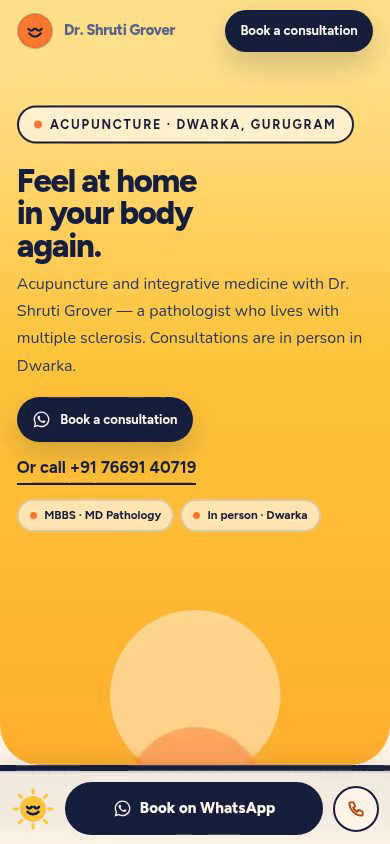 Dr. Shruti Grover
Book a consultation
ACUPUNCTURE · DWARKA, GURUGRAM
Feel at home
in your body
again.
Acupuncture and integrative medicine with Dr.
Shruti Grover — a pathologist who lives with
multiple sclerosis. Consultations are in person in
Dwarka.
Book a consultation
Or call +91 76691 40719
MBBS · MD Pathology
In person · Dwarka
Book on WhatsApp